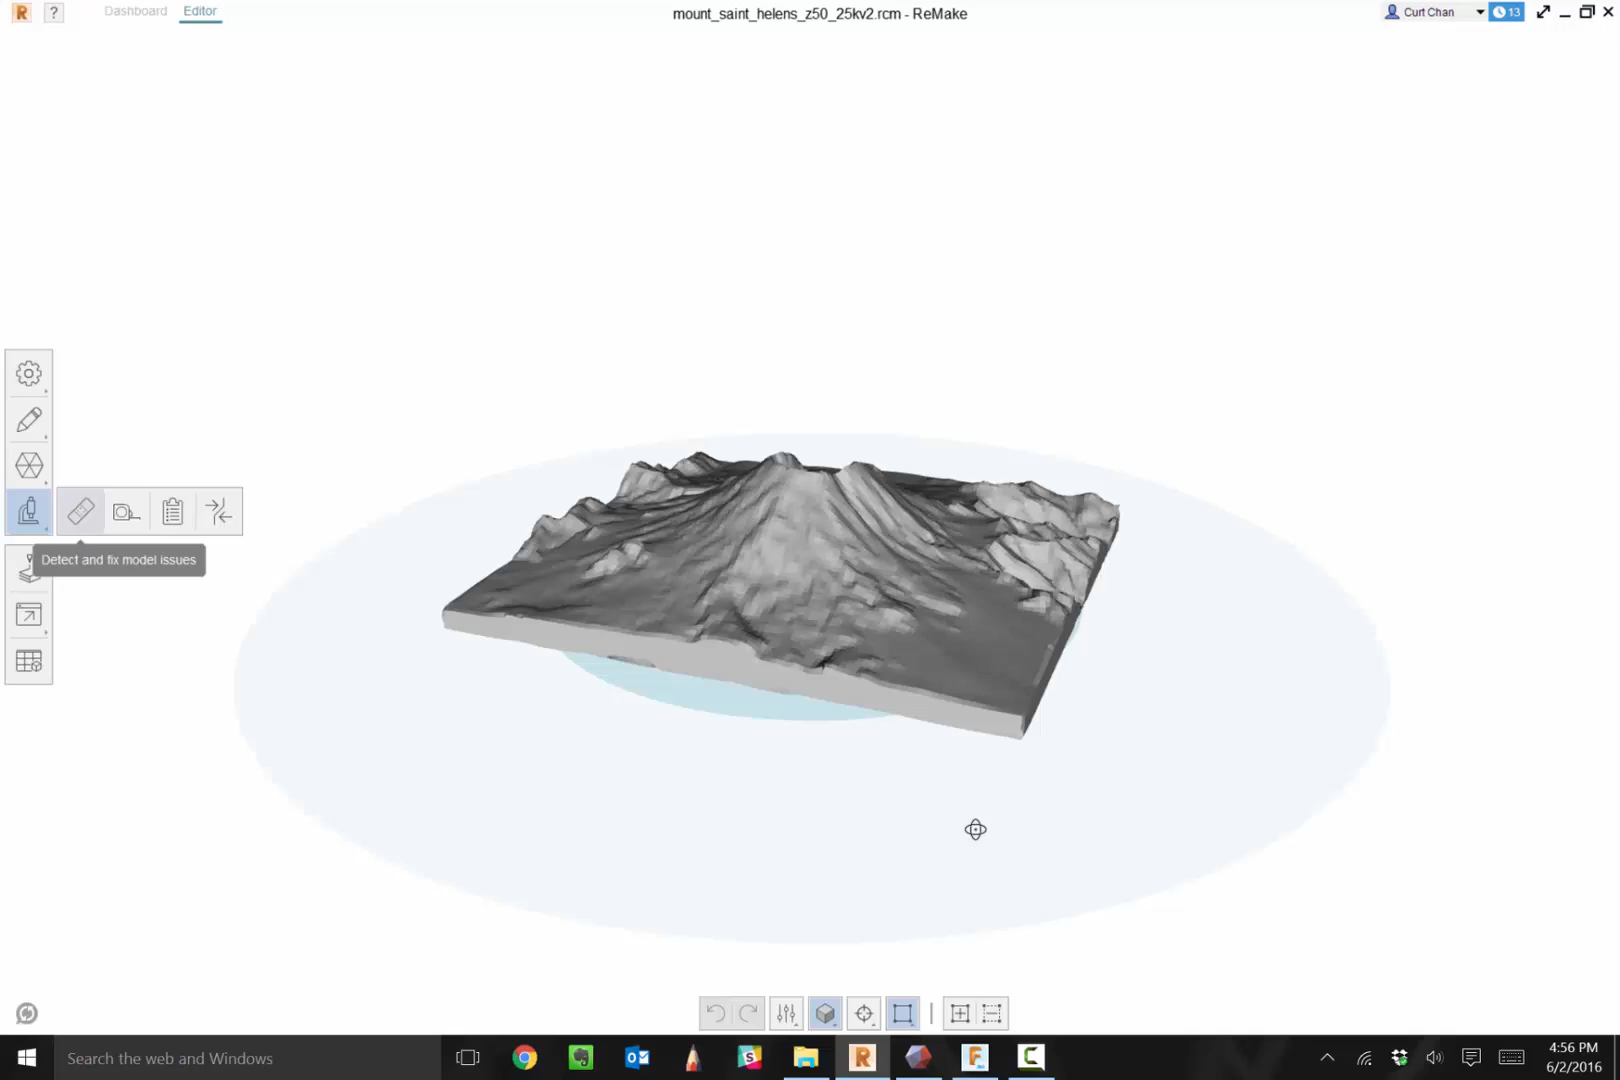 R ? Dashboard Editor mount_saint_helens_z50_25kv2.rcm - ReMake Curt Chan 13
Detect and fix model issues
Search the web and Windows
4:56 PM
6/2/2016